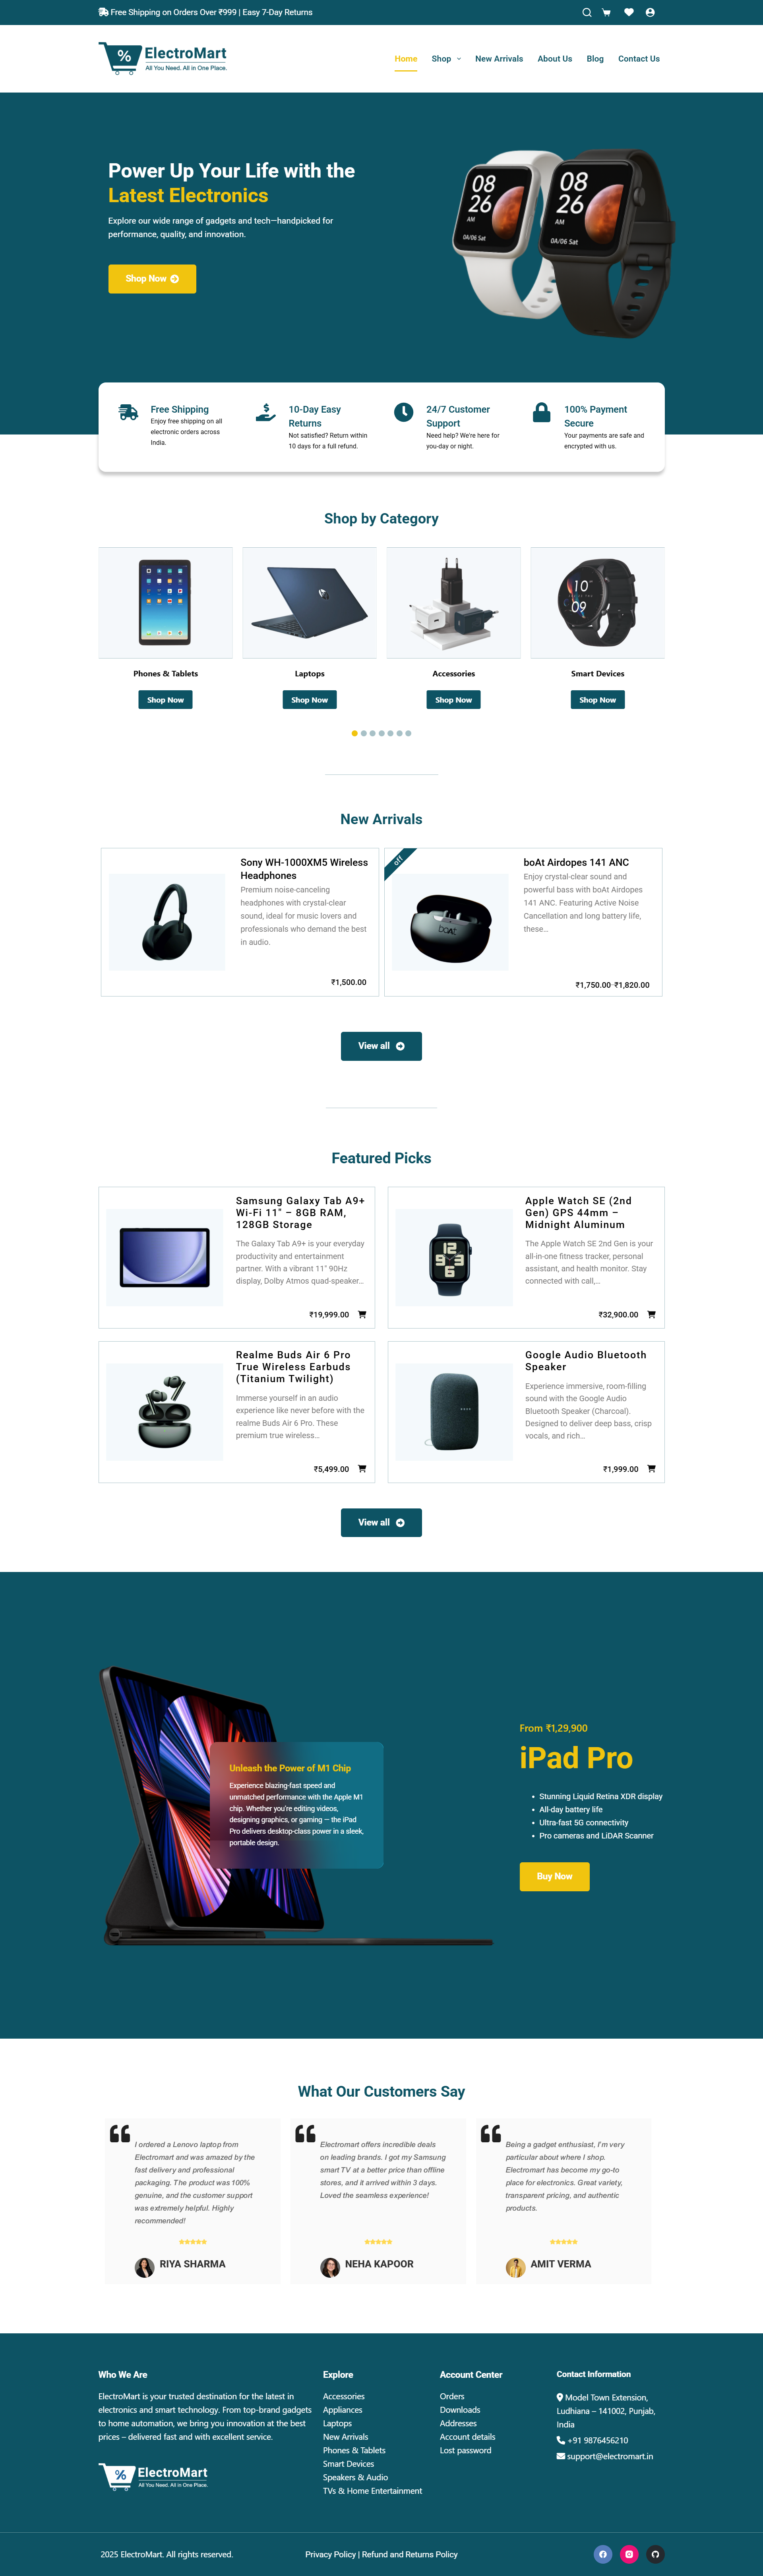 Free Shipping on Orders Over ₹999 | Easy 7-Day Returns
%
ElectroMart
All You Need. All in One Place.
Home
Shop
New Arrivals
About Us
Blog
Contact Us
Power Up Your Life with the
Latest Electronics
Explore our wide range of gadgets and tech—handpicked for
performance, quality, and innovation.
Shop Now
08
26
08
26
Free Shipping
Enjoy free shipping on all
electronic orders across
India.
10-Day Easy
Returns
Not satisfied? Return within
10 days for a full refund.
24/7 Customer
Support
Need help? We're here for
you-day or night.
100% Payment
Secure
Your payments are safe and
encrypted with us.
Shop by Category
Phones & Tablets
Shop Now
Laptops
Shop Now
Accessories
Shop Now
10
09
Smart Devices
Shop Now
New Arrivals
Sony WH-1000XM5 Wireless
Headphones
Premium noise-canceling
headphones with crystal-clear
sound, ideal for music lovers and
professionals who demand the best
in audio.
₹1,500.00
off
boAt
boAt Airdopes 141 ANC
Enjoy crystal-clear sound and
powerful bass with boAt Airdopes
141 ANC. Featuring Active Noise
Cancellation and long battery life,
these…
₹1,750.00–₹1,820.00
View all
Featured Picks
Samsung Galaxy Tab A9+
Wi-Fi 11″ – 8GB RAM,
128GB Storage
The Galaxy Tab A9+ is your everyday
productivity and entertainment
partner. With a vibrant 11" 90Hz
display, Dolby Atmos quad-speaker…
₹19,999.00
Apple Watch SE (2nd
Gen) GPS 44mm –
Midnight Aluminum
The Apple Watch SE 2nd Gen is your
all-in-one fitness tracker, personal
assistant, and health monitor. Stay
connected with call,…
₹32,900.00
Realme Buds Air 6 Pro
True Wireless Earbuds
(Titanium Twilight)
Immerse yourself in an audio
experience like never before with the
realme Buds Air 6 Pro. These
premium true wireless…
₹5,499.00
Google Audio Bluetooth
Speaker
Experience immersive, room-filling
sound with the Google Audio
Bluetooth Speaker (Charcoal).
Designed to deliver deep bass, crisp
vocals, and rich…
₹1,999.00
View all
Unleash the Power of M1 Chip
Experience blazing-fast speed and
unmatched performance with the Apple M1
chip. Whether you're editing videos,
designing graphics, or gaming — the iPad
Pro delivers desktop-class power in a sleek,
portable design.
From ₹1,29,900
iPad Pro
• Stunning Liquid Retina XDR display
• All-day battery life
• Ultra-fast 5G connectivity
• Pro cameras and LiDAR Scanner
Buy Now
What Our Customers Say
I ordered a Lenovo laptop from
Electromart and was amazed by the
fast delivery and professional
packaging. The product was 100%
genuine, and the customer support
was extremely helpful. Highly
recommended!
RIYA SHARMA
Electromart offers incredible deals
on leading brands. I got my Samsung
smart TV at a better price than offline
stores, and it arrived within 3 days.
Loved the seamless experience!
NEHA KAPOOR
Being a gadget enthusiast, I'm very
particular about where I shop.
Electromart has become my go-to
place for electronics. Great variety,
transparent pricing, and authentic
products.
AMIT VERMA
Who We Are
ElectroMart is your trusted destination for the latest in
electronics and smart technology. From top-brand gadgets
to home automation, we bring you innovation at the best
prices – delivered fast and with excellent service.
%
ElectroMart
All You Need. All in One Place.
Explore
Accessories
Appliances
Laptops
New Arrivals
Phones & Tablets
Smart Devices
Speakers & Audio
TVs & Home Entertainment
Account Center
Orders
Downloads
Addresses
Account details
Lost password
Contact Information
Model Town Extension,
Ludhiana – 141002, Punjab,
India
+91 9876456210
support@electromart.in
2025 ElectroMart. All rights reserved.
Privacy Policy | Refund and Returns Policy